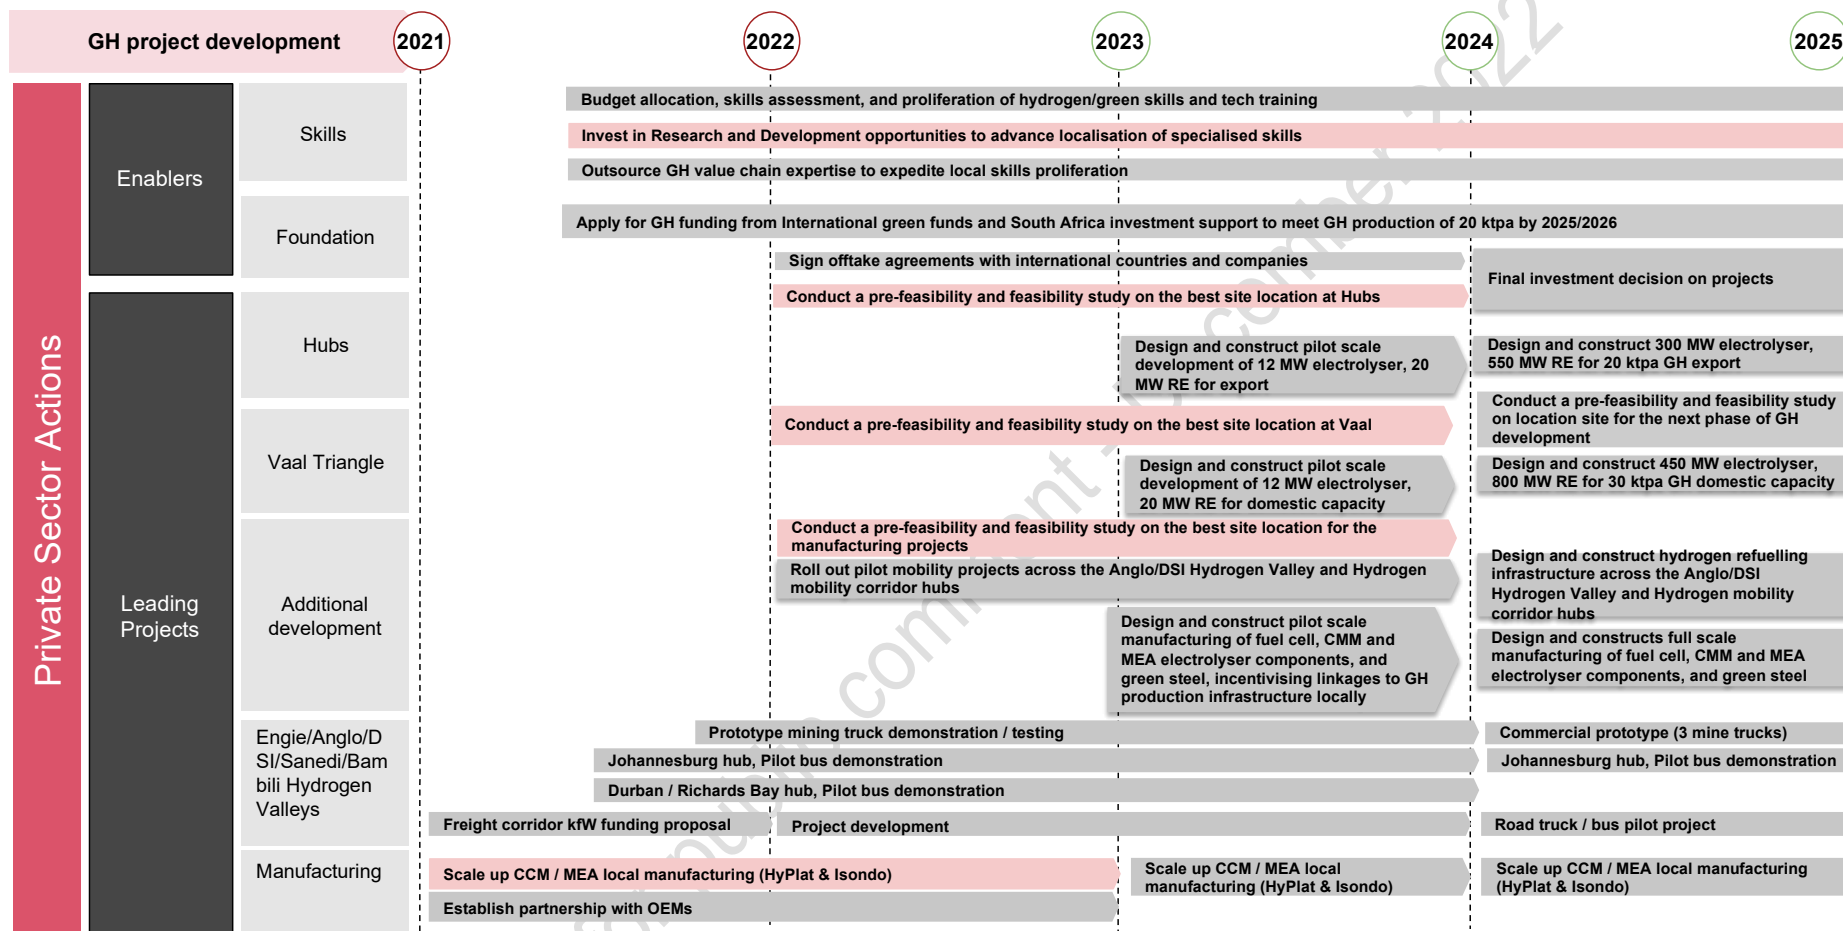 GH project development
2021
2022
2023
2024
2025
Private Sector Actions
Enablers
Skills
Budget allocation, skills assessment, and proliferation of hydrogen/green skills and tech training
Invest in Research and Development opportunities to advance localisation of specialised skills
Outsource GH value chain expertise to expedite local skills proliferation
Foundation
Apply for GH funding from International green funds and South Africa investment support to meet GH production of 20 ktpa by 2025/2026
Sign offtake agreements with international countries and companies
Final investment decision on projects
Leading
Projects
Hubs
Conduct a pre-feasibility and feasibility study on the best site location at Hubs
Design and construct pilot scale
development of 12 MW electrolyser, 20
MW RE for export
Design and construct 300 MW electrolyser,
550 MW RE for 20 ktpa GH export
Vaal Triangle
Conduct a pre-feasibility and feasibility study on the best site location at Vaal
Conduct a pre-feasibility and feasibility study
on location site for the next phase of GH
development
Design and construct pilot scale
development of 12 MW electrolyser,
20 MW RE for domestic capacity
Design and construct 450 MW electrolyser,
800 MW RE for 30 ktpa GH domestic capacity
Additional
development
Conduct a pre-feasibility and feasibility study on the best site location for the
manufacturing projects
Roll out pilot mobility projects across the Anglo/DSI Hydrogen Valley and Hydrogen
mobility corridor hubs
Design and construct hydrogen refuelling
infrastructure across the Anglo/DSI
Hydrogen Valley and Hydrogen mobility
corridor hubs
Design and construct pilot scale
manufacturing of fuel cell, CMM and
MEA electrolyser components, and
green steel, incentivising linkages to GH
production infrastructure locally
Design and constructs full scale
manufacturing of fuel cell, CMM and MEA
electrolyser components, and green steel
Engie/Anglo/D
SI/Sanedi/Bam
bili Hydrogen
Valleys
Prototype mining truck demonstration / testing
Commercial prototype (3 mine trucks)
Johannesburg hub, Pilot bus demonstration
Johannesburg hub, Pilot bus demonstration
Durban / Richards Bay hub, Pilot bus demonstration
Freight corridor kfW funding proposal
Project development
Road truck / bus pilot project
Manufacturing
Scale up CCM / MEA local manufacturing (HyPlat & Isondo)
Scale up CCM / MEA local
manufacturing (HyPlat & Isondo)
Scale up CCM / MEA local manufacturing
(HyPlat & Isondo)
Establish partnership with OEMs